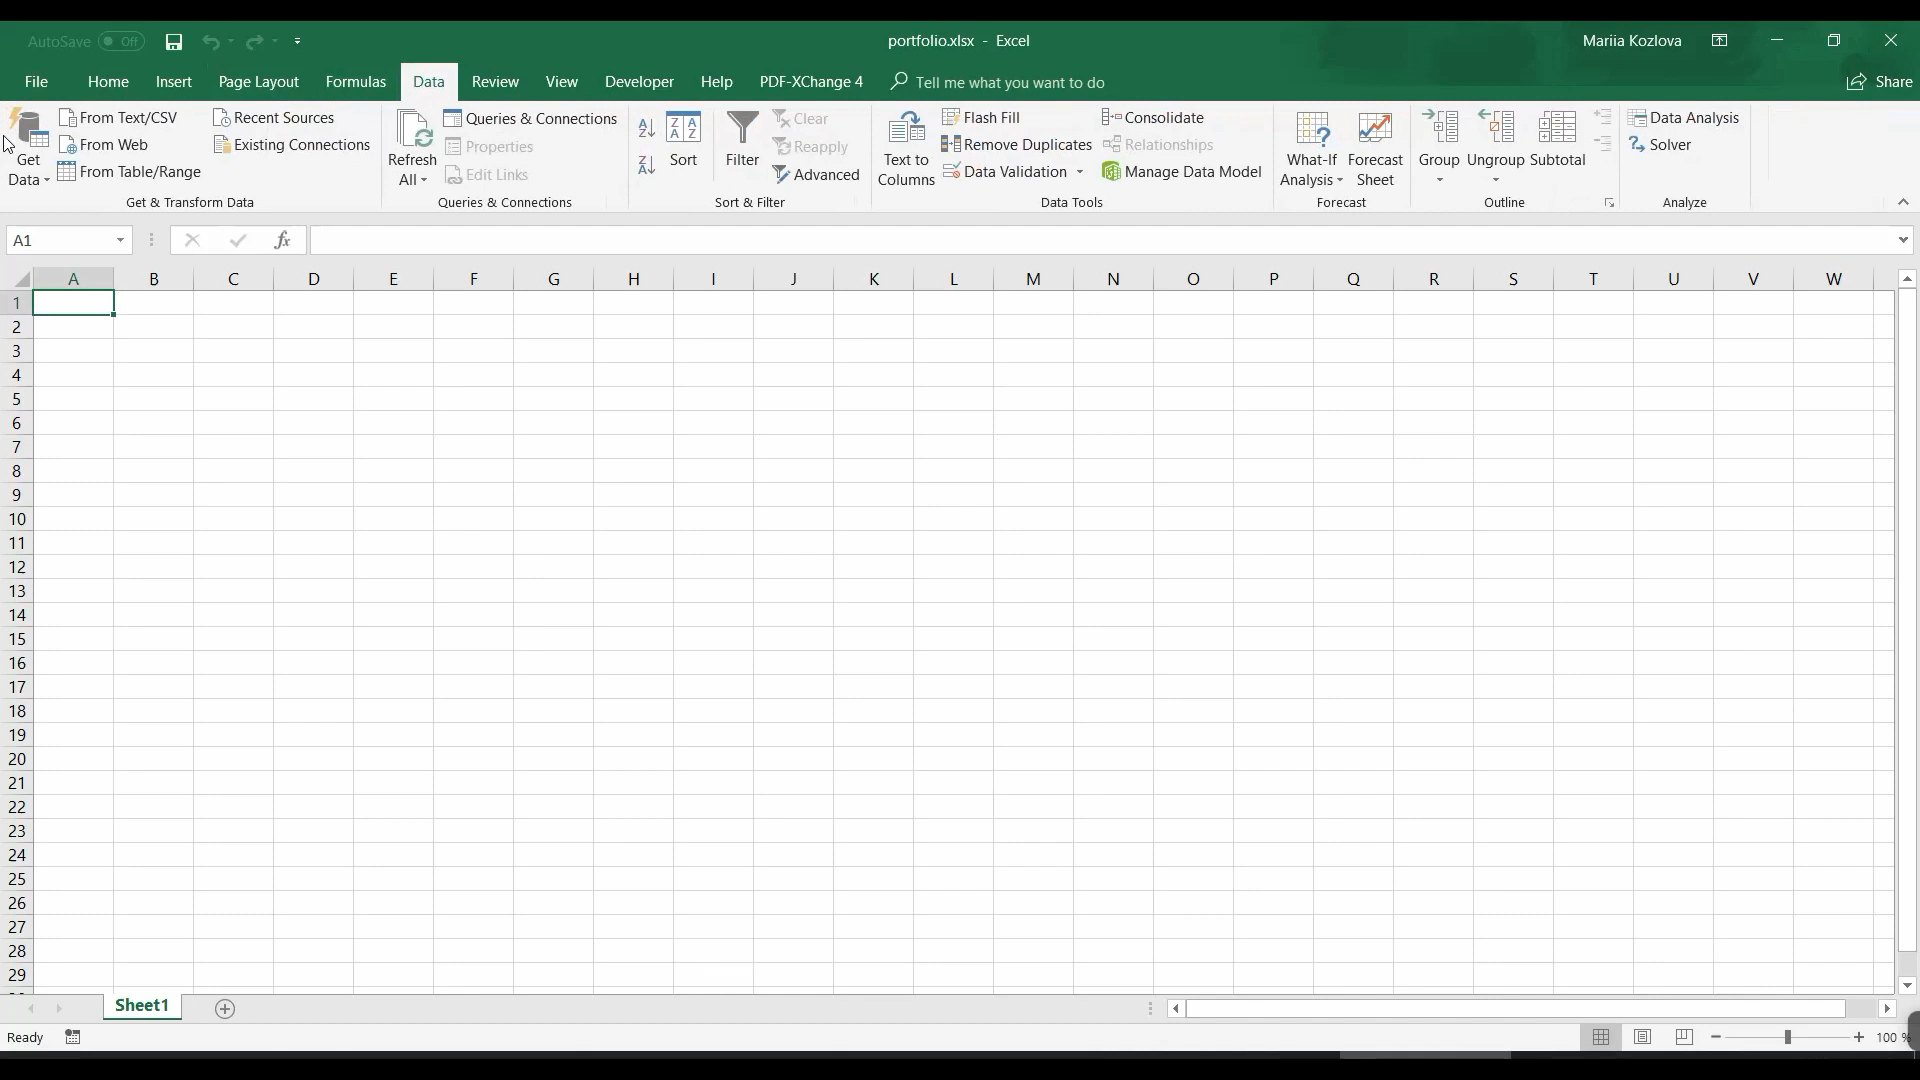 AutoSave Off portfolio.xlsx - Excel Mariia Kozlova
File Home Insert Page Layout Formulas Data Review View Developer Help PDF-XChange 4 Tell me what you want to do Share
From Text/CSV Recent Sources Queries & Connections Clear Flash Fill Consolidate Data Analysis
From Web Existing Connections Properties Reapply Remove Duplicates Relationships Solver
Get Data From Table/Range Refresh All Edit Links Sort Filter Advanced Text to Columns Data Validation Manage Data Model What-If Analysis Forecast Sheet Group Ungroup Subtotal
Get & Transform Data Queries & Connections Sort & Filter Data Tools Forecast Outline Analyze
A1 fx
A B C D E F G H I J K L M N O P Q R S T U V W
1
2
3
4
5
6
7
8
9
10
11
12
13
14
15
16
17
18
19
20
21
22
23
24
25
26
27
28
29
Sheet1
Ready 100 %